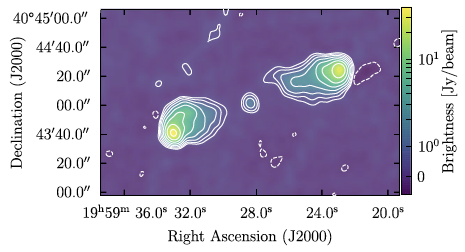 40°45′00.0″
44′40.0″
20.0″
00.0″
43′40.0″
20.0″
00.0″
Declination (J2000)
19ʰ59ᵐ 36.0ˢ 32.0ˢ 28.0ˢ 24.0ˢ 20.0ˢ
Right Ascension (J2000)
10¹
10⁰
0
Brightness [Jy/beam]